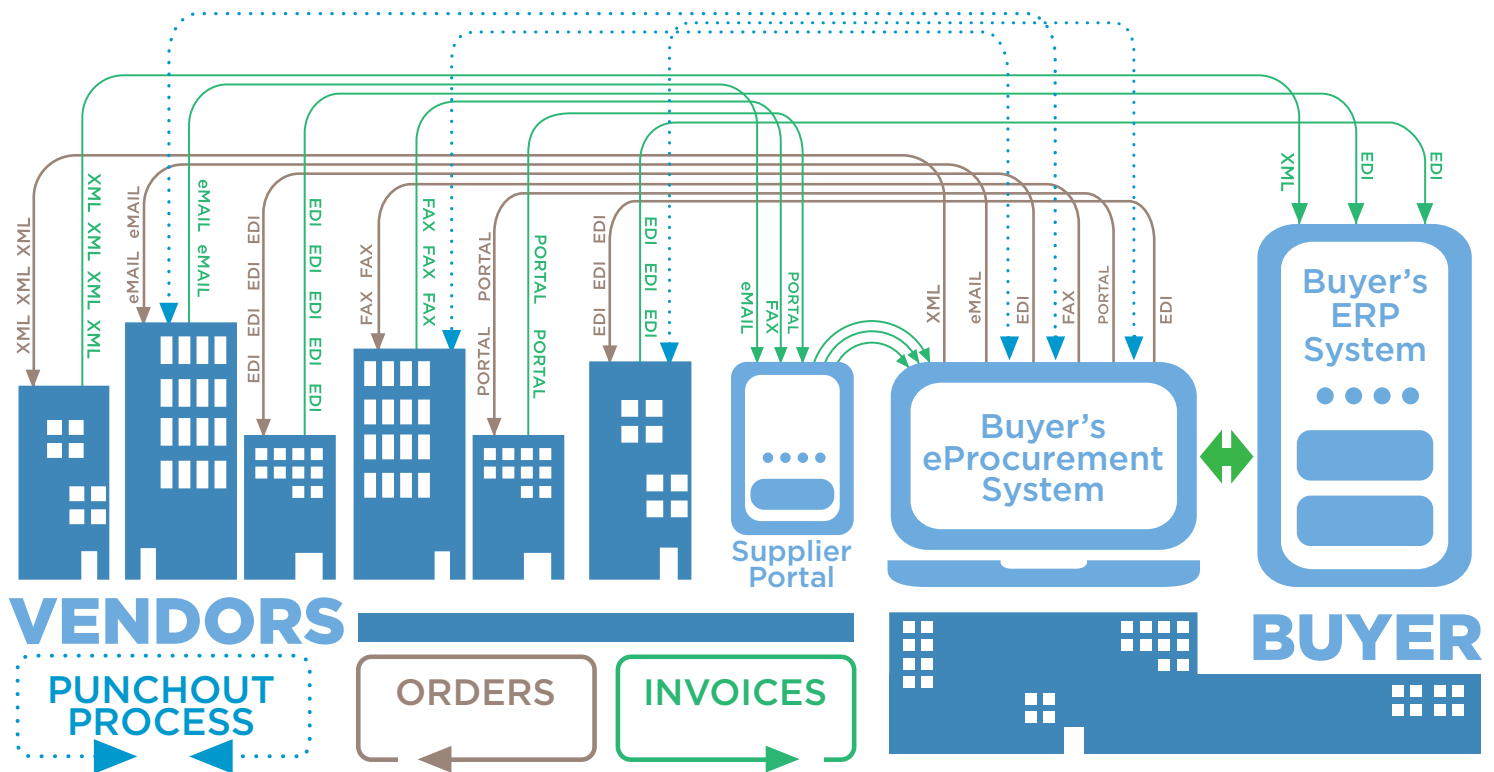 XML XML XML
XML XML XML XML
eMAIL eMAIL
eMAIL eMAIL
EDI EDI EDI EDI
EDI EDI EDI EDI EDI
FAX FAX
FAX FAX FAX
PORTAL PORTAL
PORTAL PORTAL
EDI EDI EDI
EDI EDI EDI
eMAIL
FAX
PORTAL
XML
eMAIL
EDI
FAX
PORTAL
EDI
XML
EDI
EDI
Supplier
Portal
Buyer's
eProcurement
System
Buyer's
ERP
System
VENDORS
BUYER
PUNCHOUT
PROCESS
ORDERS
INVOICES